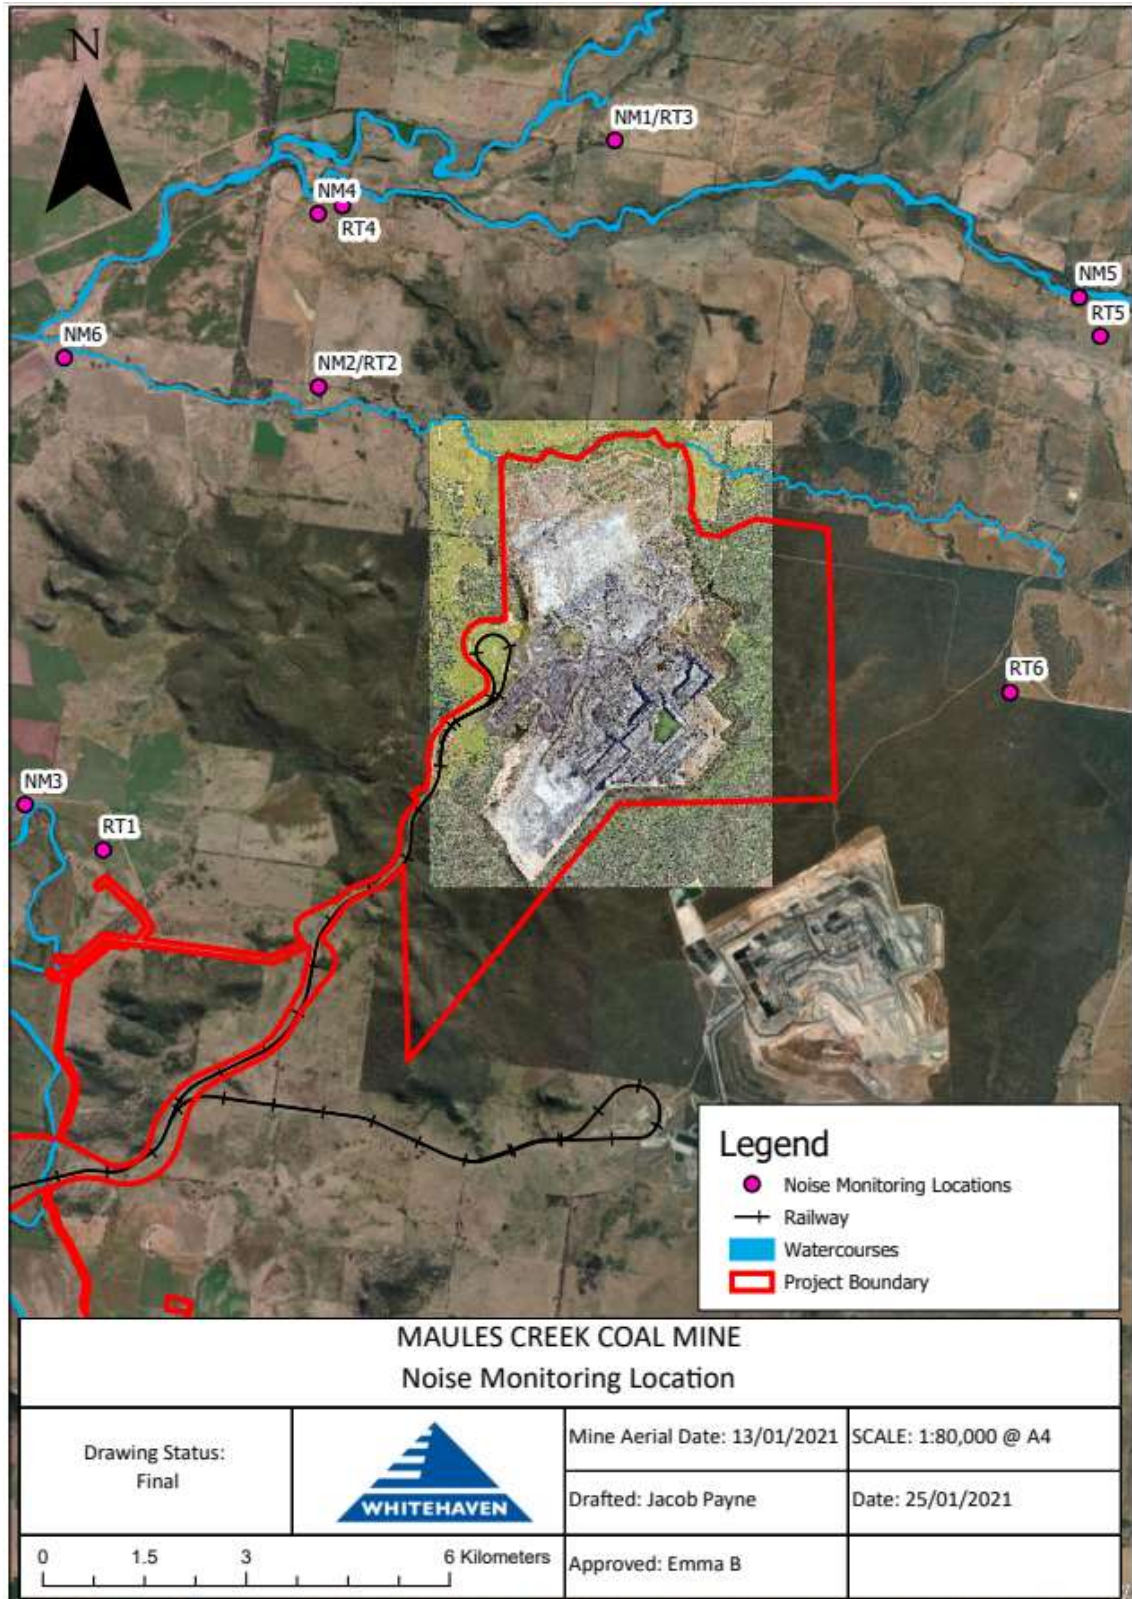 N
NM1/RT3
NM4
RT4
NM5
RT5
NM6
NM2/RT2
RT6
NM3
RT1
Legend
Noise Monitoring Locations
Railway
Watercourses
Project Boundary
MAULES CREEK COAL MINE
Noise Monitoring Location
Drawing Status:
Final
WHITEHAVEN
Mine Aerial Date: 13/01/2021
SCALE: 1:80,000 @ A4
Drafted: Jacob Payne
Date: 25/01/2021
0 1.5 3 6 Kilometers
Approved: Emma B